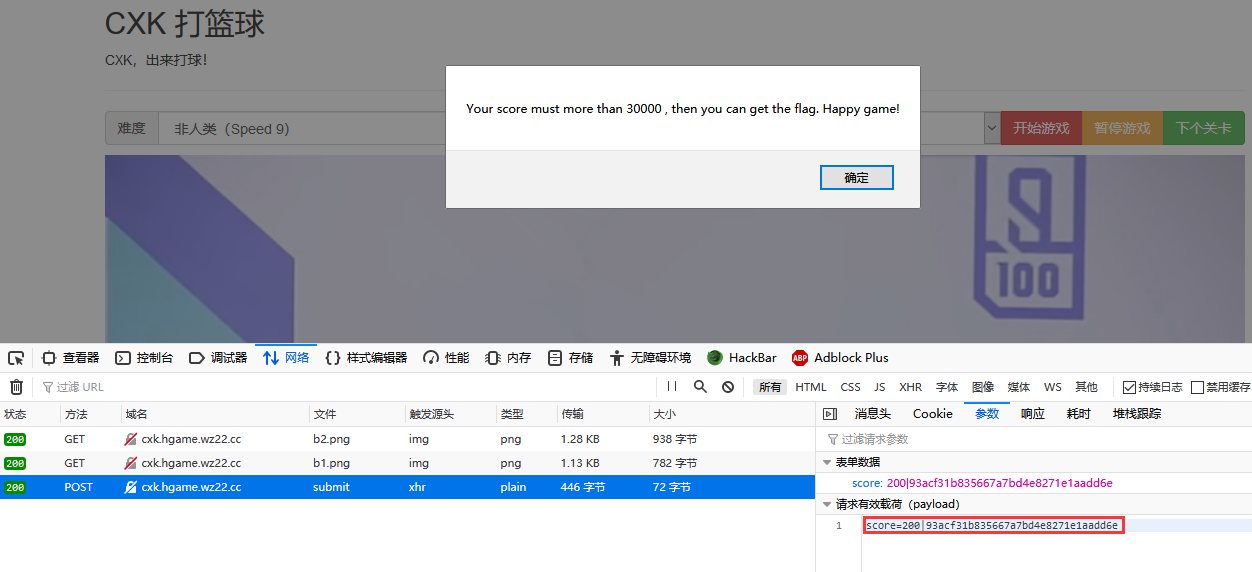 CXK 打篮球
CXK，出来打球！
Your score must more than 30000 , then you can get the flag. Happy game!
确定
难度 非人类（Speed 9） 开始游戏 暂停游戏 下个关卡
100
查看器 控制台 调试器 网络 样式编辑器 性能 内存 存储 无障碍环境 HackBar ABP Adblock Plus
过滤 URL 所有 HTML CSS JS XHR 字体 图像 媒体 WS 其他 持续日志 禁用缓存
状态 方法 域名 文件 触发源头 类型 传输 大小
200 GET cxk.hgame.wz22.cc b2.png img png 1.28 KB 938 字节
200 GET cxk.hgame.wz22.cc b1.png img png 1.13 KB 782 字节
200 POST cxk.hgame.wz22.cc submit xhr plain 446 字节 72 字节
消息头 Cookie 参数 响应 耗时 堆栈跟踪
过滤请求参数
表单数据
score: 200|93acf31b835667a7bd4e8271e1aadd6e
请求有效载荷（payload）
1 score=200|93acf31b835667a7bd4e8271e1aadd6e